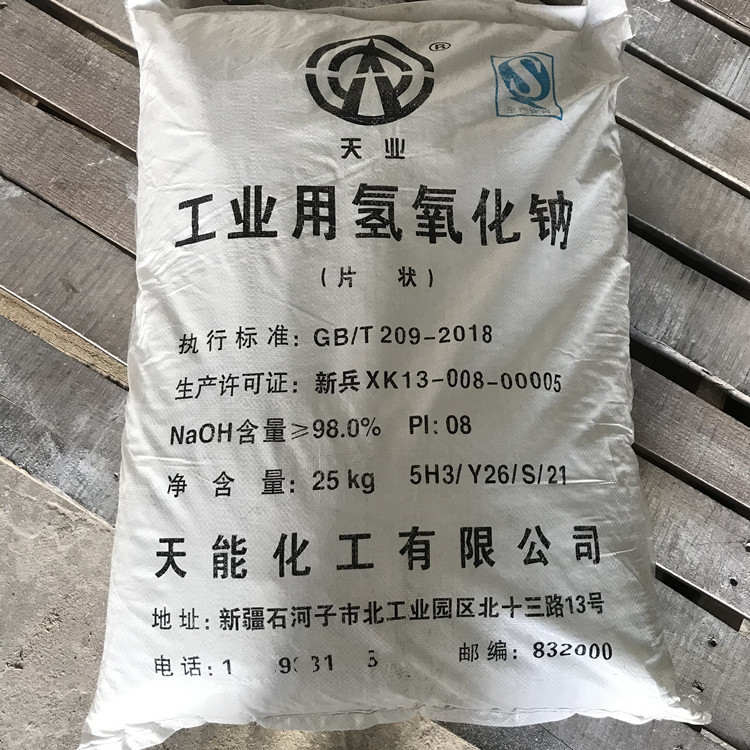 ®
天业
工业用氢氧化钠
(片 状)
执行标准: GB/T 209-2018
生产许可证: 新兵XK13-008-00005
NaOH含量≥98.0% PI: 08
净 含 量: 25 kg 5H3/Y26/S/21
天能化工有限公司
地址: 新疆石河子市北工业园区北十三路13号
电话: 邮编: 832000